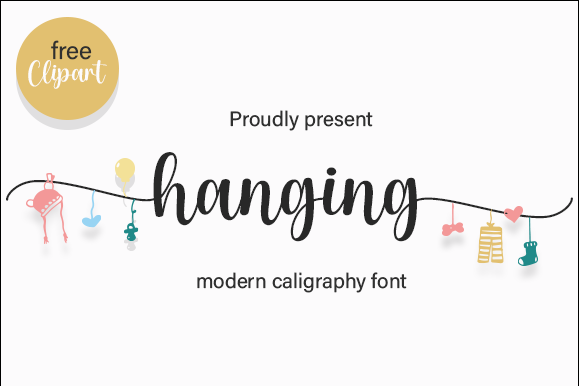 free
Clipart
Proudly present
hanging
modern caligraphy font